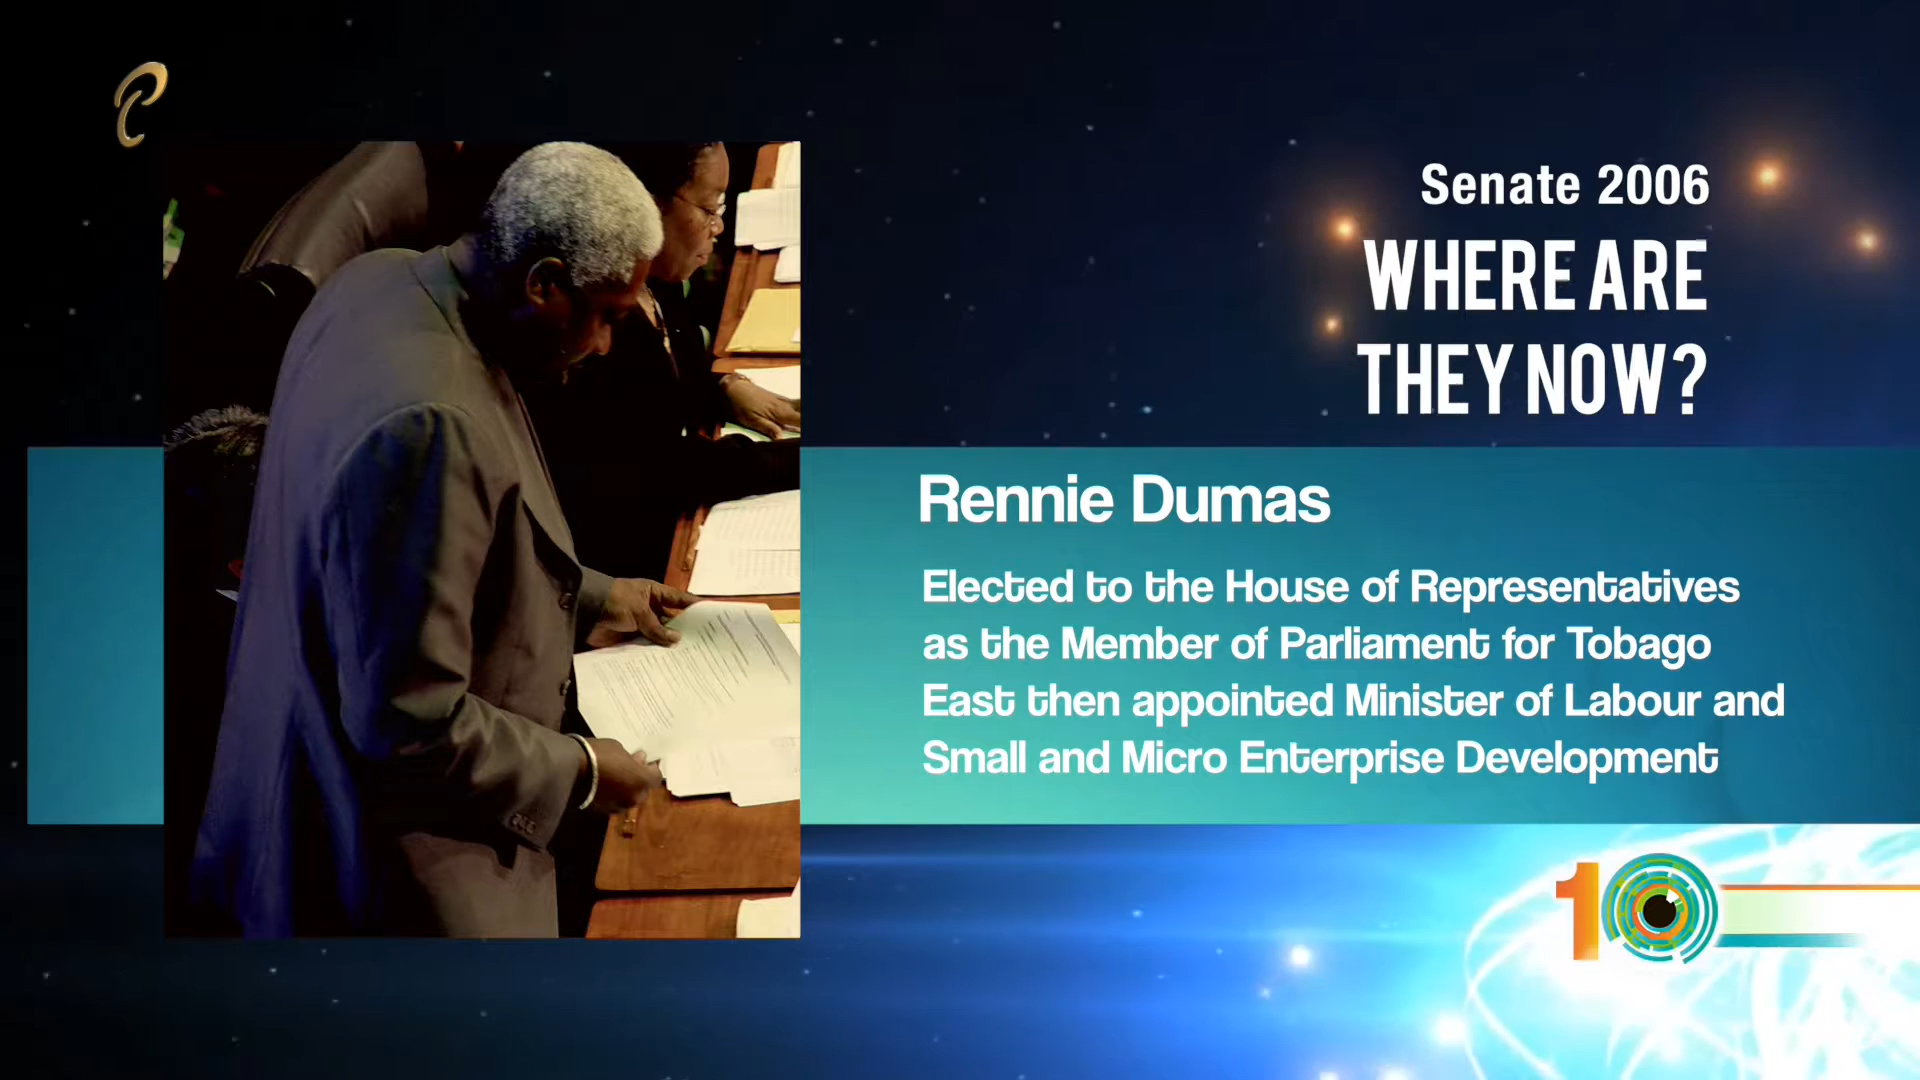 Senate 2006
WHERE ARE
THEY NOW?
Rennie Dumas
Elected to the House of Representatives
as the Member of Parliament for Tobago
East then appointed Minister of Labour and
Small and Micro Enterprise Development
10